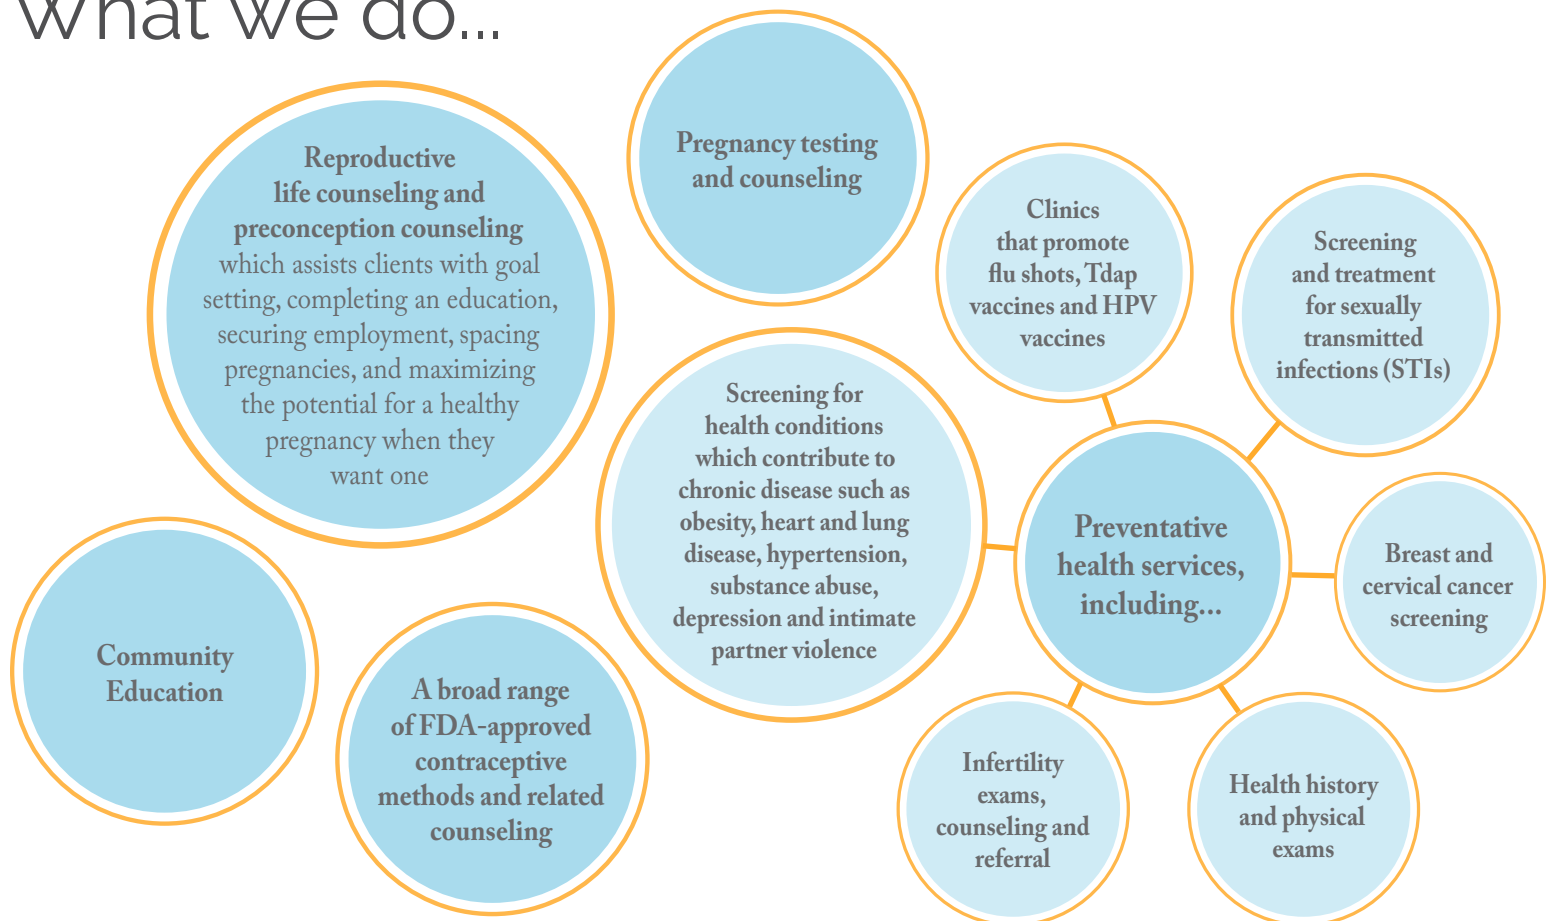 What we do...
Reproductive
life counseling and
preconception counseling
which assists clients with goal
setting, completing an education,
securing employment, spacing
pregnancies, and maximizing
the potential for a healthy
pregnancy when they
want one
Pregnancy testing
and counseling
Clinics
that promote
flu shots, Tdap
vaccines and HPV
vaccines
Screening
and treatment
for sexually
transmitted
infections (STIs)
Screening for
health conditions
which contribute to
chronic disease such as
obesity, heart and lung
disease, hypertension,
substance abuse,
depression and intimate
partner violence
Preventative
health services,
including...
Breast and
cervical cancer
screening
Community
Education
A broad range
of FDA-approved
contraceptive
methods and related
counseling
Infertility
exams,
counseling and
referral
Health history
and physical
exams